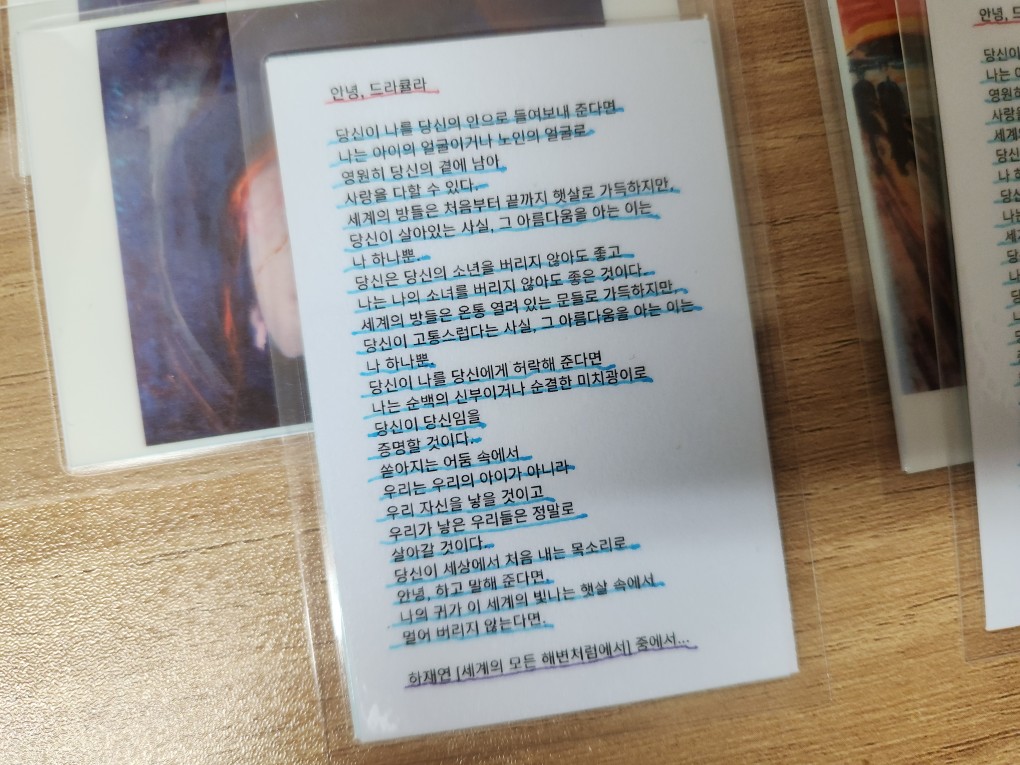 안녕, 드라큘라
당신이 나를 당신의 안으로 들여보내 준다면
나는 아이의 얼굴이거나 노인의 얼굴로
영원히 당신의 곁에 남아
사랑을 다할 수 있다.
세계의 방들은 처음부터 끝까지 햇살로 가득하지만,
당신이 살아있는 사실, 그 아름다움을 아는 이는
나 하나뿐.
당신은 당신의 소년을 버리지 않아도 좋고
나는 나의 소녀를 버리지 않아도 좋은 것이다.
세계의 방들은 온통 열려 있는 문들로 가득하지만,
당신이 고통스럽다는 사실, 그 아름다움을 아는 이는
나 하나뿐.
당신이 나를 당신에게 허락해 준다면
나는 순백의 신부이거나 순결한 미치광이로
당신이 당신임을
증명할 것이다.
쏟아지는 어둠 속에서
우리는 우리의 아이가 아니라
우리 자신을 낳을 것이고
우리가 낳은 우리들은 정말로
살아갈 것이다.
당신이 세상에서 처음 내는 목소리로
안녕, 하고 말해 준다면,
나의 귀가 이 세계의 빛나는 햇살 속에서
멀어 버리지 않는다면.
하재연 [세계의 모든 해변처럼에서] 중에서...
안녕,
당신이
나는
영원히